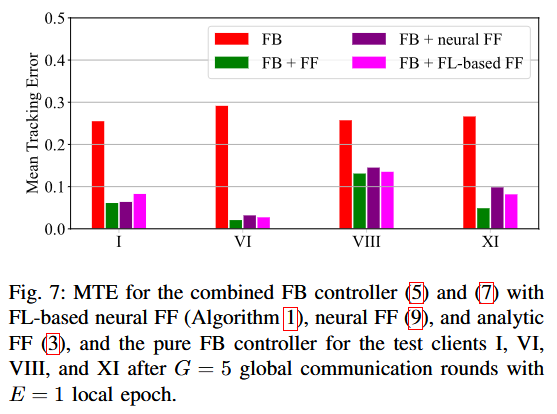 0.5
0.4
0.3
0.2
0.1
0.0
Mean Tracking Error
FB
FB + FF
FB + neural FF
FB + FL-based FF
I VI VIII XI
Fig. 7: MTE for the combined FB controller (5) and (7) with
FL-based neural FF (Algorithm 1), neural FF (9), and analytic
FF (3), and the pure FB controller for the test clients I, VI,
VIII, and XI after G = 5 global communication rounds with
E = 1 local epoch.